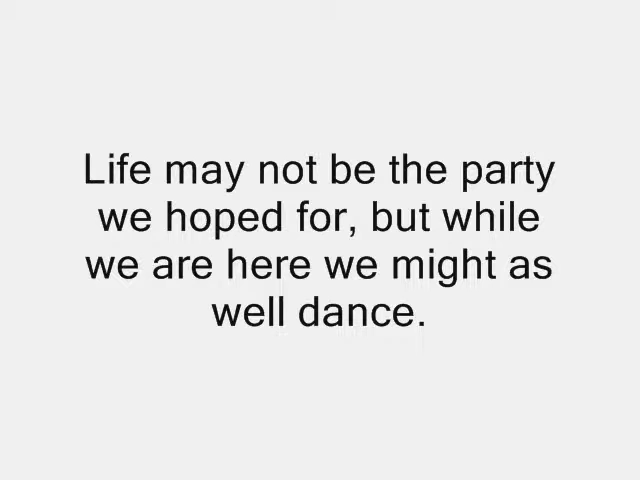 Life may not be the party
we hoped for, but while
we are here we might as
well dance.